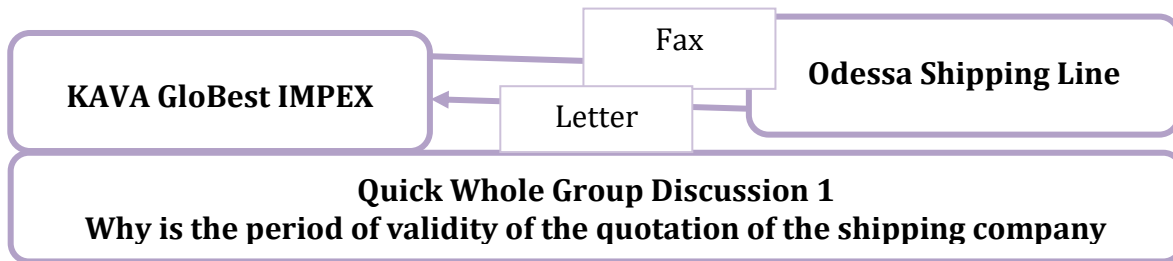 Fax
KAVA GloBest IMPEX
Odessa Shipping Line
Letter
Quick Whole Group Discussion 1
Why is the period of validity of the quotation of the shipping company